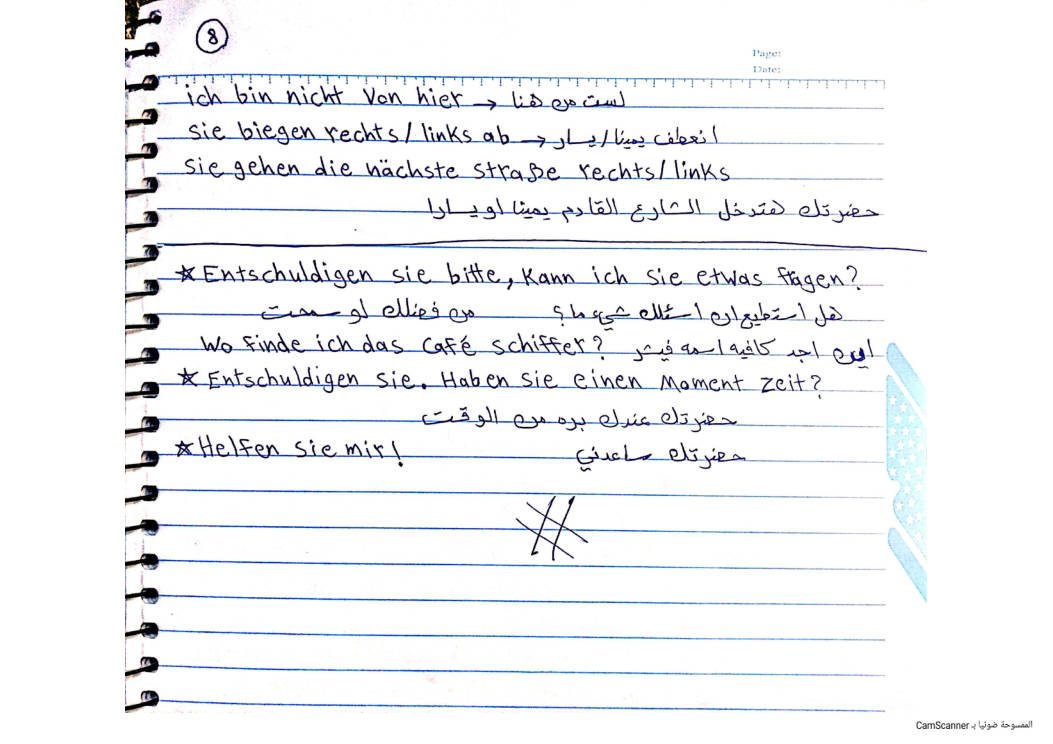 8
Page:
Date:
ich bin nicht von hier → لست من هنا
sie biegen rechts/links ab → انعطف يمينا/يسار
sie gehen die nächste straße rechts/links
حضرتك هتدخل الشارع القادم يمينا او يسارا
* Entschuldigen sie bitte, Kann ich sie etwas fragen?
هل استطيع ان اسئلك شيء ما؟ من فضلك لو سمحت
Wo finde ich das Café schiffer? اين اجد كافيه اسمه فيشر
* Entschuldigen sie. Haben sie einen Moment zeit?
حضرتك عندك بره من الوقت
* Helfen sie mir! حضرتك ساعدني
الممسوحة ضوئيا بـ CamScanner